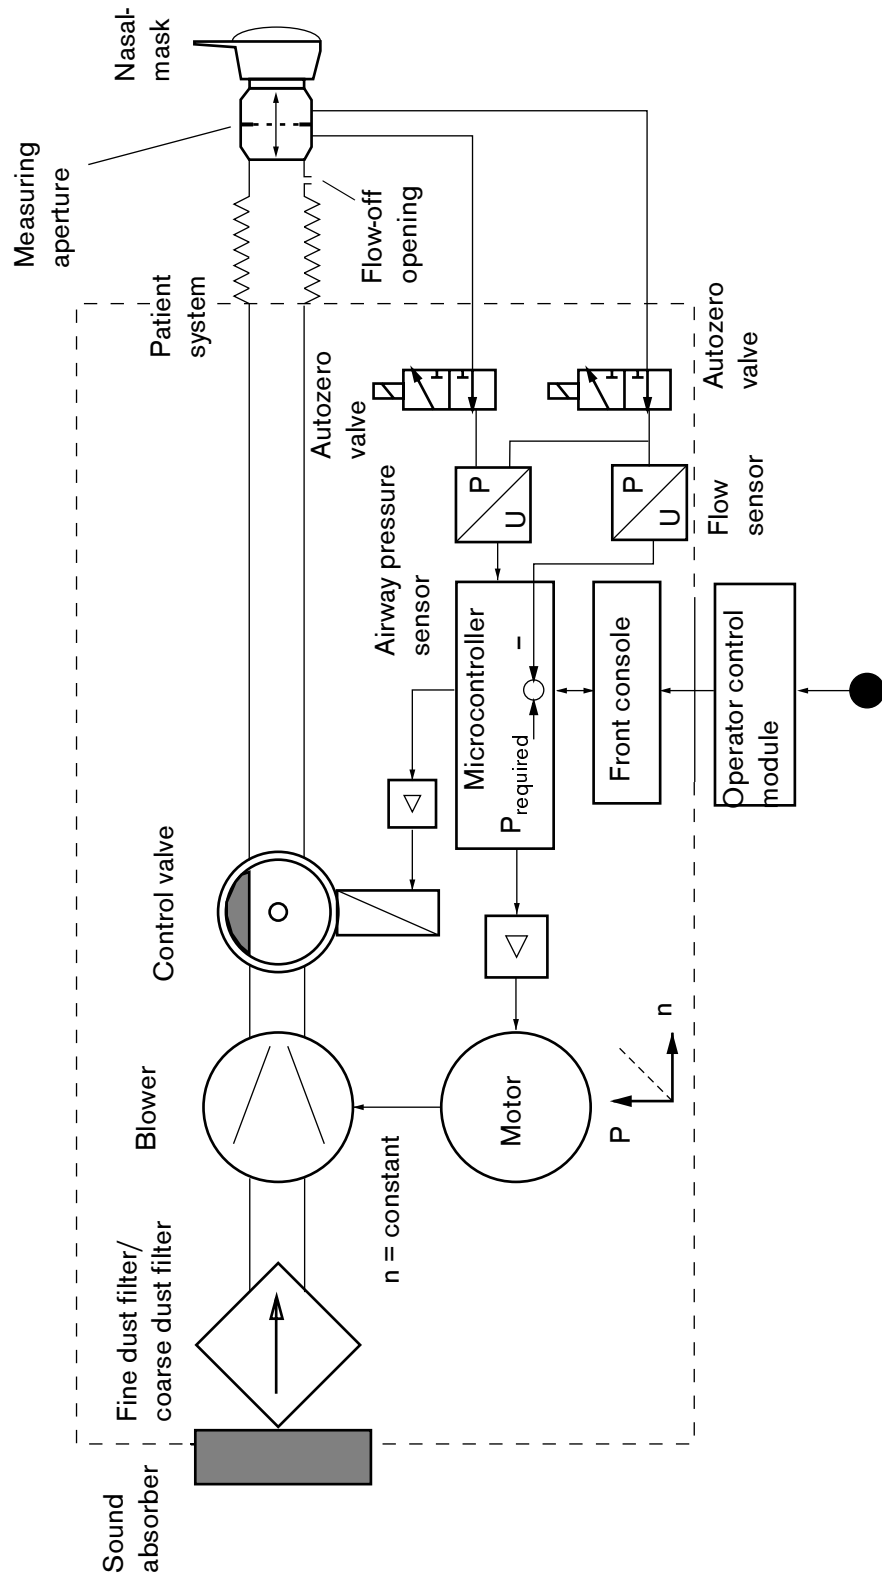 Sound
absorber
Fine dust filter/
coarse dust filter
Blower
Control valve
Patient
system
Measuring
aperture
Nasal-
mask
Flow-off
opening
Autozero
valve
Airway pressure
sensor
n = constant
Motor
P
n
Microcontroller
P required
–
P
U
P
U
Autozero
valve
Flow
sensor
Front console
Operator control
module